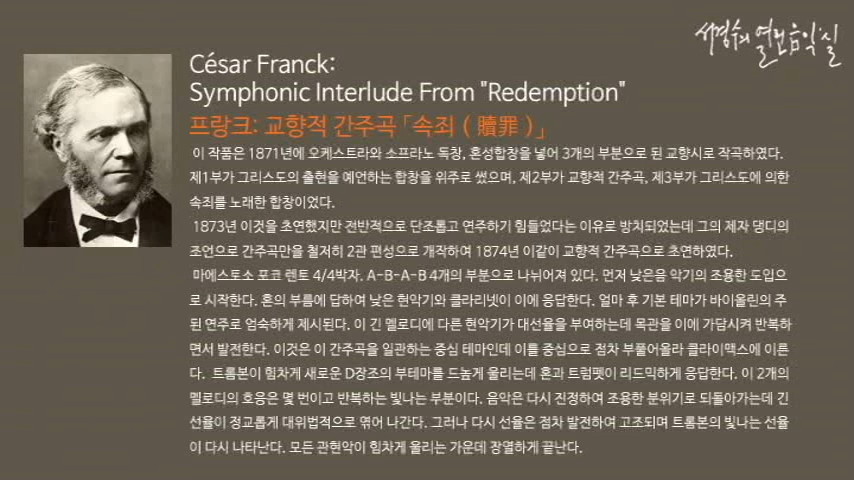 서경수의 열린음악실
César Franck:
Symphonic Interlude From "Redemption"
프랑크: 교향적 간주곡 「속죄 ( 贖罪 ) 」
이 작품은 1871년에 오케스트라와 소프라노 독창, 혼성합창을 넣어 3개의 부분으로 된 교향시로 작곡하였다.
제1부가 그리스도의 출현을 예언하는 합창을 위주로 썼으며, 제2부가 교향적 간주곡, 제3부가 그리스도에 의한
속죄를 노래한 합창이었다.
1873년 이것을 초연했지만 전반적으로 단조롭고 연주하기 힘들었다는 이유로 방치되었는데 그의 제자 댕디의
조언으로 간주곡만을 철저히 2관 편성으로 개작하여 1874년 이같이 교향적 간주곡으로 초연하였다.
마에스토소 포코 렌토 4/4박자. A-B-A-B 4개의 부분으로 나뉘어져 있다. 먼저 낮은음 악기의 조용한 도입으
로 시작한다. 혼의 부름에 답하여 낮은 현악기와 클라리넷이 이에 응답한다. 얼마 후 기본 테마가 바이올린의 주
된 연주로 엄숙하게 제시된다. 이 긴 멜로디에 다른 현악기가 대선율을 부여하는데 목관을 이에 가담시켜 반복하
면서 발전한다. 이것은 이 간주곡을 일관하는 중심 테마인데 이를 중심으로 점차 부풀어올라 클라이맥스에 이른
다. 트롬본이 힘차게 새로운 D장조의 부테마를 드높게 울리는데 혼과 트럼펫이 리드믹하게 응답한다. 이 2개의
멜로디의 호응은 몇 번이고 반복하는 빛나는 부분이다. 음악은 다시 진정하여 조용한 분위기로 되돌아가는데 긴
선율이 정교롭게 대위법적으로 엮어 나간다. 그러나 다시 선율은 점차 발전하여 고조되며 트롬본의 빛나는 선율
이 다시 나타난다. 모든 관현악이 힘차게 울리는 가운데 장열하게 끝난다.